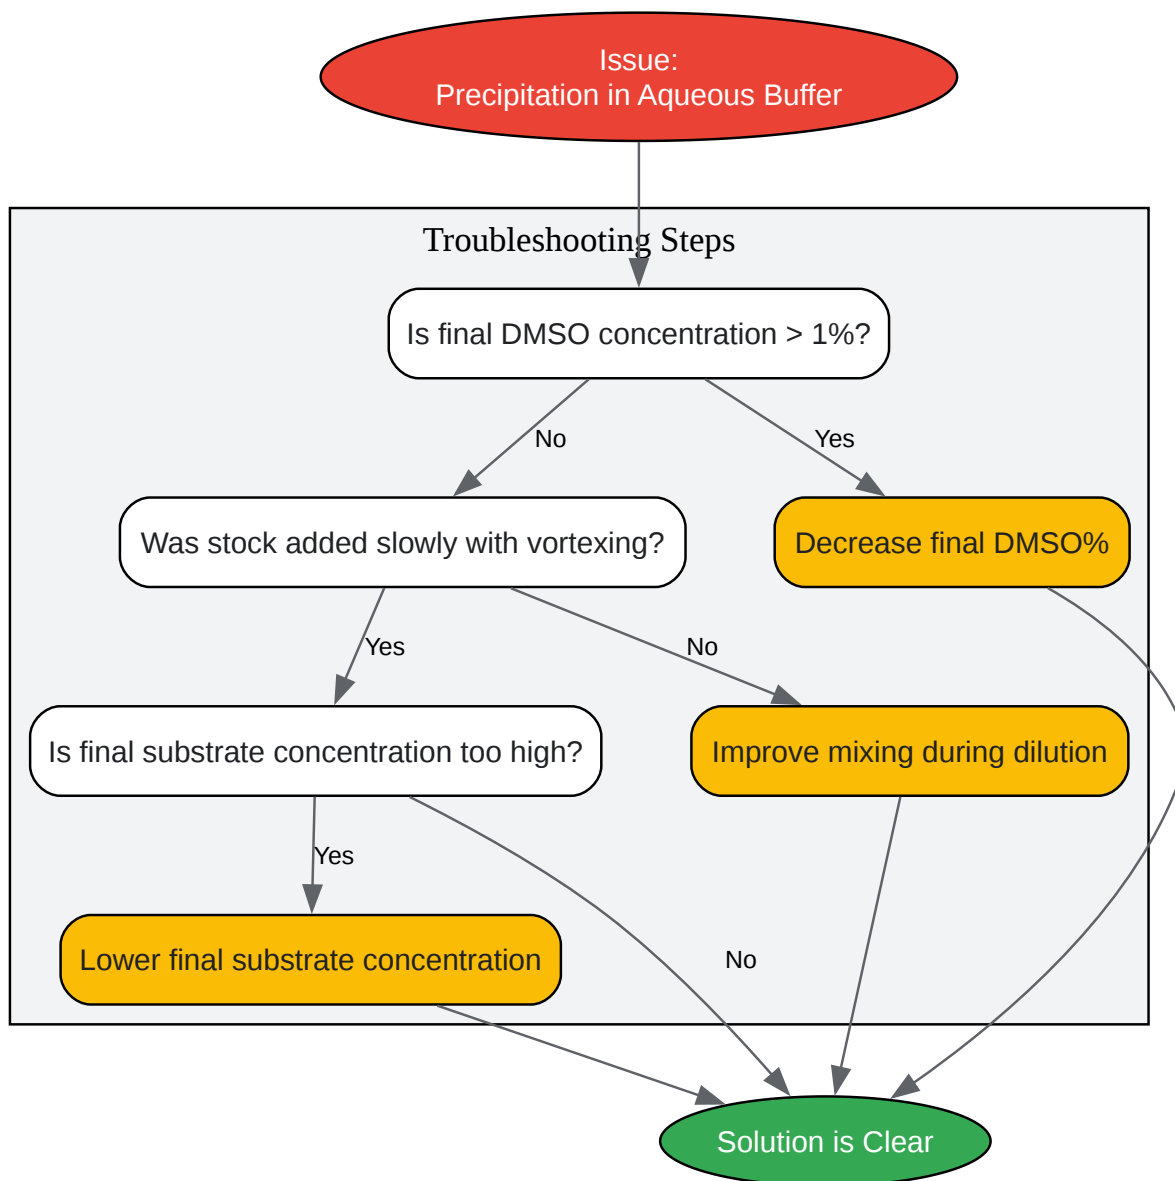 Issue:
Precipitation in Aqueous Buffer
Troubleshooting Steps
Is final DMSO concentration > 1%?
No
Yes
Was stock added slowly with vortexing?
Decrease final DMSO%
Yes
No
Is final substrate concentration too high?
Improve mixing during dilution
Yes
Lower final substrate concentration
No
Solution is Clear